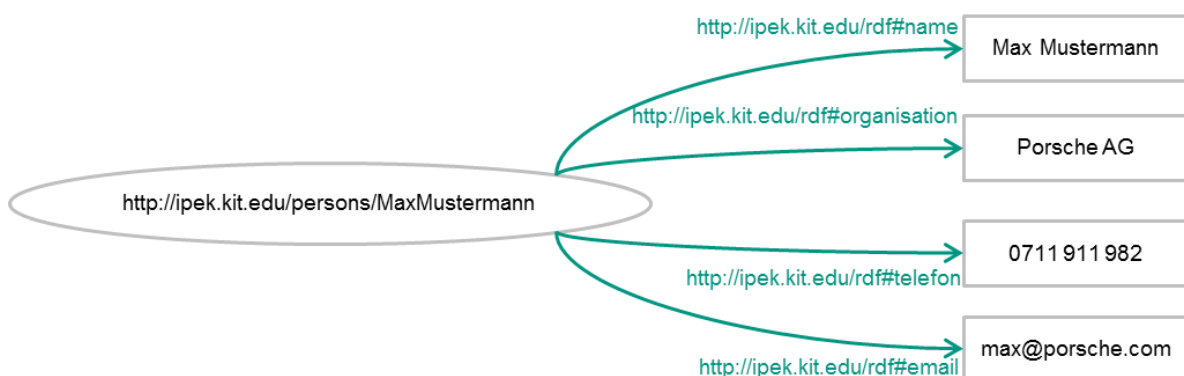 http://ipek.kit.edu/rdf#name
Max Mustermann
http://ipek.kit.edu/rdf#organisation
Porsche AG
http://ipek.kit.edu/persons/MaxMustermann
0711 911 982
http://ipek.kit.edu/rdf#telefon
max@porsche.com
http://ipek.kit.edu/rdf#email